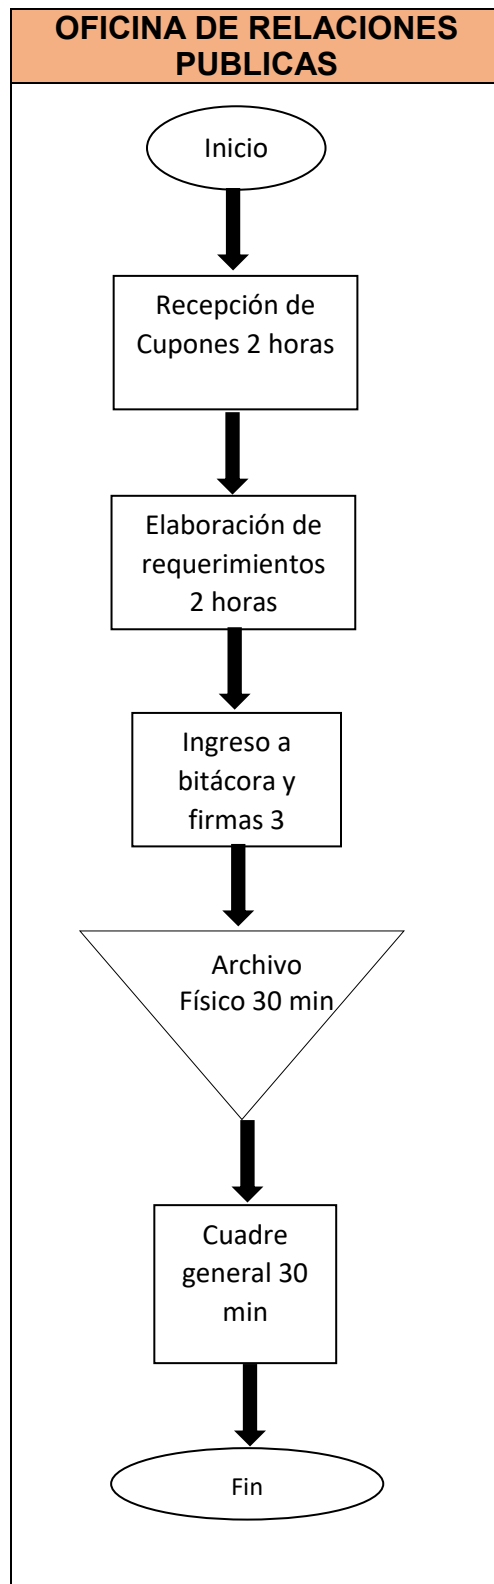 OFICINA DE RELACIONES
PUBLICAS
Inicio
Recepción de
Cupones 2 horas
Elaboración de
requerimientos
2 horas
Ingreso a
bitácora y
firmas 3
Archivo
Físico 30 min
Cuadre
general 30
min
Fin